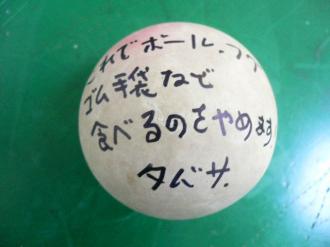 これでボール、
ゴム手袋など
食べるのをやめます
タバサ.